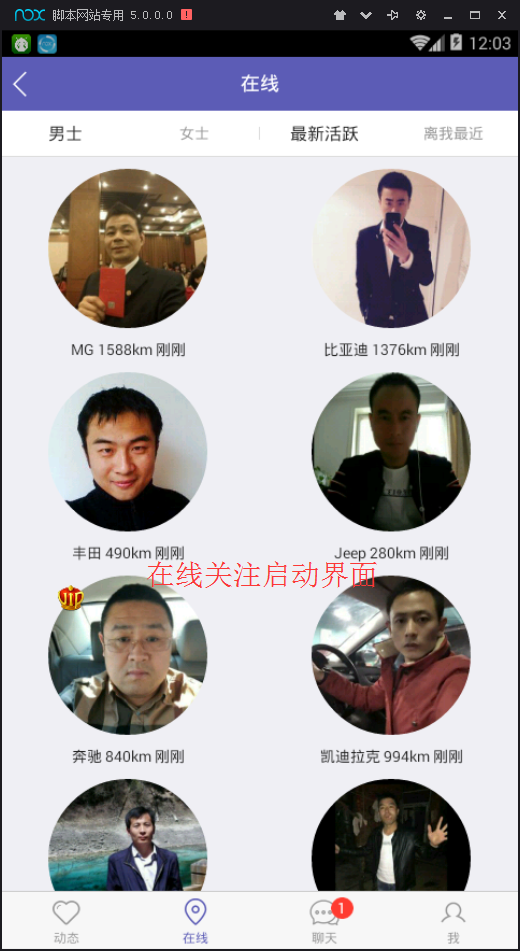 nox 脚本网站专用 5.0.0.0
12:03
在线
男士 女士 最新活跃 离我最近
MG 1588km 刚刚 比亚迪 1376km 刚刚
丰田 490km 刚刚 Jeep 280km 刚刚
在线关注启动界面
VIP
奔驰 840km 刚刚 凯迪拉克 994km 刚刚
1
动态 在线 聊天 我